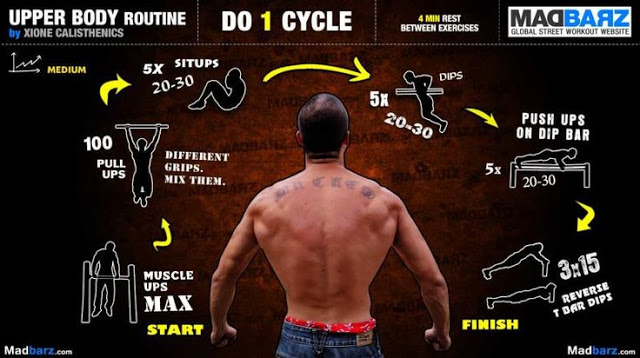 UPPER BODY ROUTINE
by XIONE CALISTHENICS
DO 1 CYCLE
4 MIN REST
BETWEEN EXERCISES
MADBARZ
GLOBAL STREET WORKOUT WEBSITE
MEDIUM
START
MUSCLE
UPS
MAX
100
PULL
UPS
DIFFERENT
GRIPS.
MIX THEM.
5X SITUPS
20-30
DIPS
5X
20-30
PUSH UPS
ON DIP BAR
5x
20-30
3x15
REVERSE
T BAR DIPS
FINISH
Madbarz.com
Madbarz.com